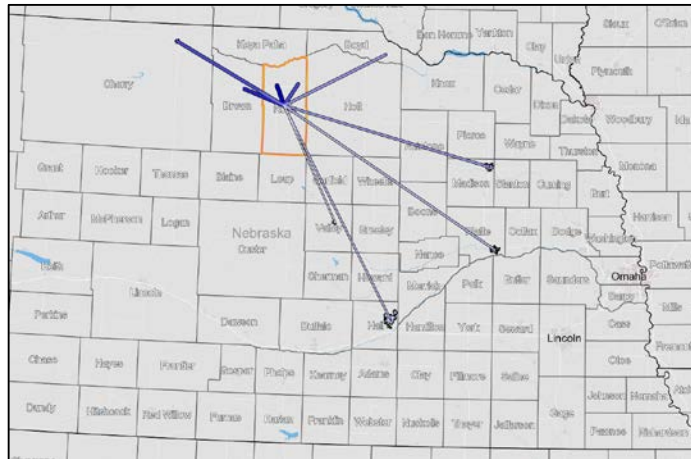 Keya Paha
Boyd
Knox
Cedar
Dixon
Dakota
Plymouth
Woodbury
Cherry
Brown
Holt
Pierce
Wayne
Thurston
Monona
Grant
Hooker
Thomas
Blaine
Loup
Garfield
Wheeler
Madison
Stanton
Cuming
Burt
Arthur
McPherson
Logan
Nebraska
Custer
Valley
Greeley
Boone
Platte
Colfax
Dodge
Washington
Harrison
Keith
Lincoln
Sherman
Howard
Nance
Merrick
Polk
Butler
Saunders
Omaha
Perkins
Dawson
Buffalo
Hall
Hamilton
York
Seward
Lincoln
Cass
Mills
Chase
Hayes
Frontier
Gosper
Phelps
Kearney
Adams
Clay
Fillmore
Saline
Otoe
Dundy
Hitchcock
Red Willow
Furnas
Harlan
Franklin
Webster
Nuckolls
Thayer
Jefferson
Gage
Johnson
Nemaha
Pawnee
Richardson